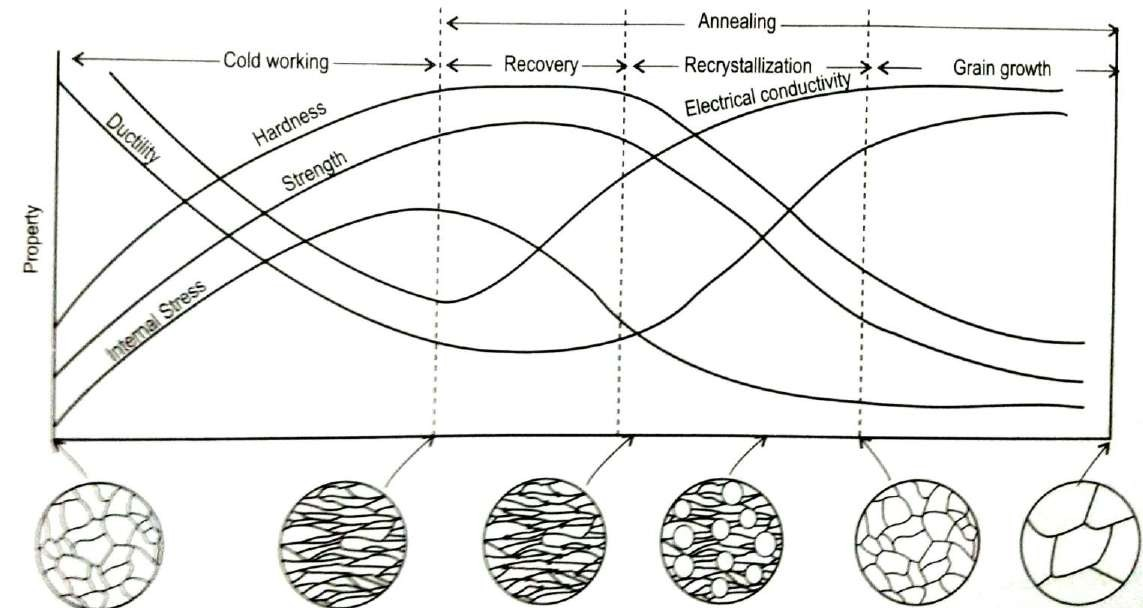 Annealing
Cold working
Recovery
Recrystallization
Grain growth
Electrical conductivity
Hardness
Ductility
Strength
Internal Stress
Property